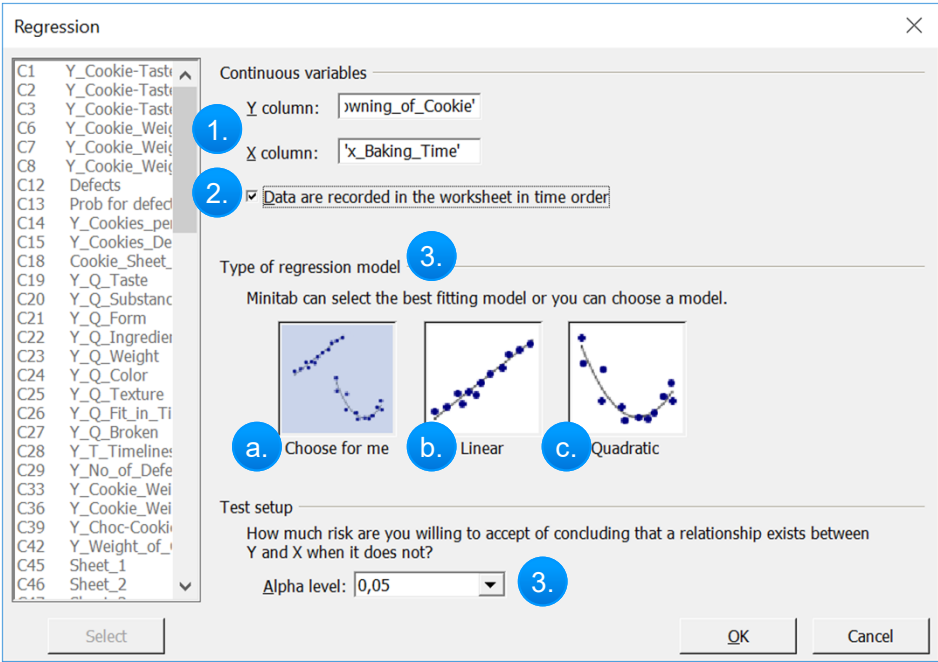 Regression
C1 Y_Cookie-Taste
C2 Y_Cookie-Taste
C3 Y_Cookie-Taste
C6 Y_Cookie_Weig
C7 Y_Cookie_Weig
C8 Y_Cookie_Weig
C12 Defects
C13 Prob for defect
C14 Y_Cookies_per
C15 Y_Cookies_De
C18 Cookie_Sheet_
C19 Y_Q_Taste
C20 Y_Q_Substanc
C21 Y_Q_Form
C22 Y_Q_Ingredier
C23 Y_Q_Weight
C24 Y_Q_Color
C25 Y_Q_Texture
C26 Y_Q_Fit_in_Ti
C27 Y_Q_Broken
C28 Y_T_Timelines
C29 Y_No_of_Defe
C33 Y_Cookie_Wei
C36 Y_Cookie_Wei
C39 Y_Choc-Cooki
C42 Y_Weight_of_
C45 Sheet_1
C46 Sheet_2
Select
Continuous variables
1.
Y column: owning_of_Cookie'
X column: 'x_Baking_Time'
2. Data are recorded in the worksheet in time order
Type of regression model 3.
Minitab can select the best fitting model or you can choose a model.
a. Choose for me b. Linear c. Quadratic
Test setup
How much risk are you willing to accept of concluding that a relationship exists between
Y and X when it does not?
Alpha level: 0,05 3.
OK Cancel